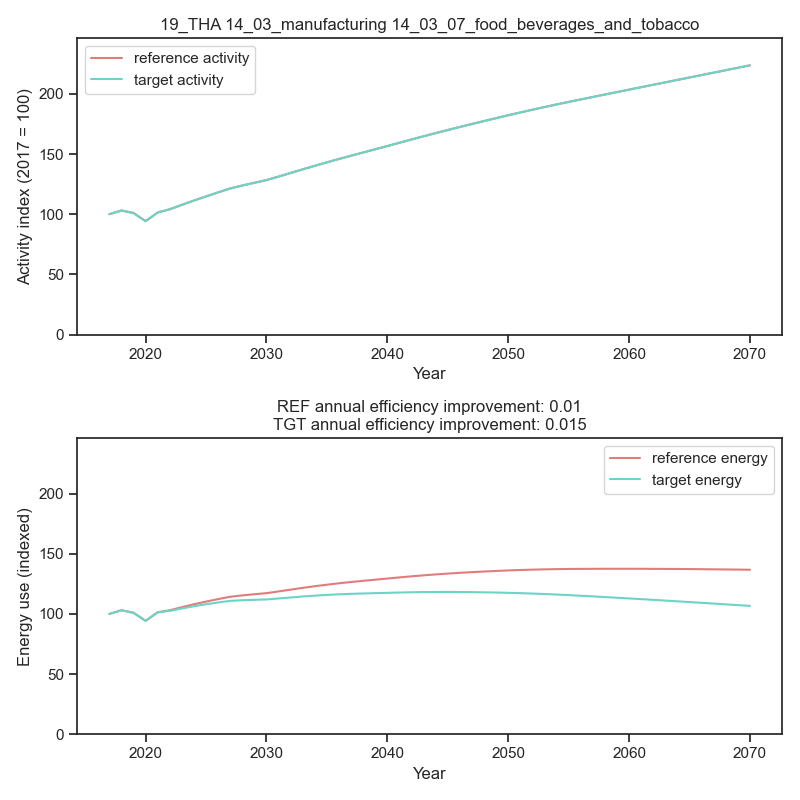 19_THA 14_03_manufacturing 14_03_07_food_beverages_and_tobacco
reference activity
target activity
Activity index (2017 = 100)
200
150
100
50
0
2020 2030 2040 2050 2060 2070
Year
REF annual efficiency improvement: 0.01
TGT annual efficiency improvement: 0.015
reference energy
target energy
Energy use (indexed)
200
150
100
50
0
2020 2030 2040 2050 2060 2070
Year